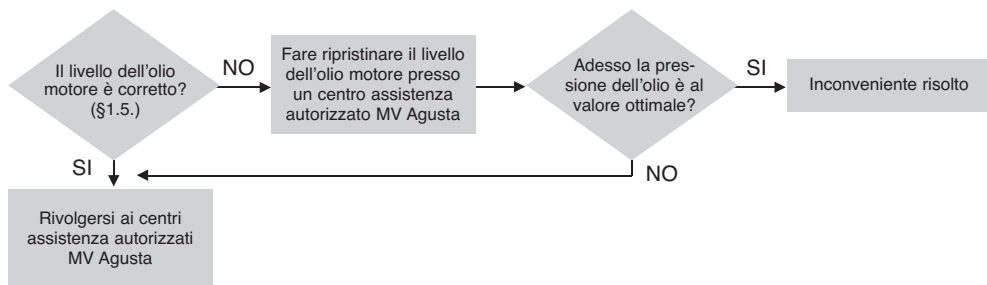 Il livello dell'olio
motore è corretto?
(§1.5.)
NO
Fare ripristinare il livello
dell'olio motore presso
un centro assistenza
autorizzato MV Agusta
Adesso la pres-
sione dell'olio è al
valore ottimale?
SI
Inconveniente risolto
SI
NO
Rivolgersi ai centri
assistenza autorizzati
MV Agusta